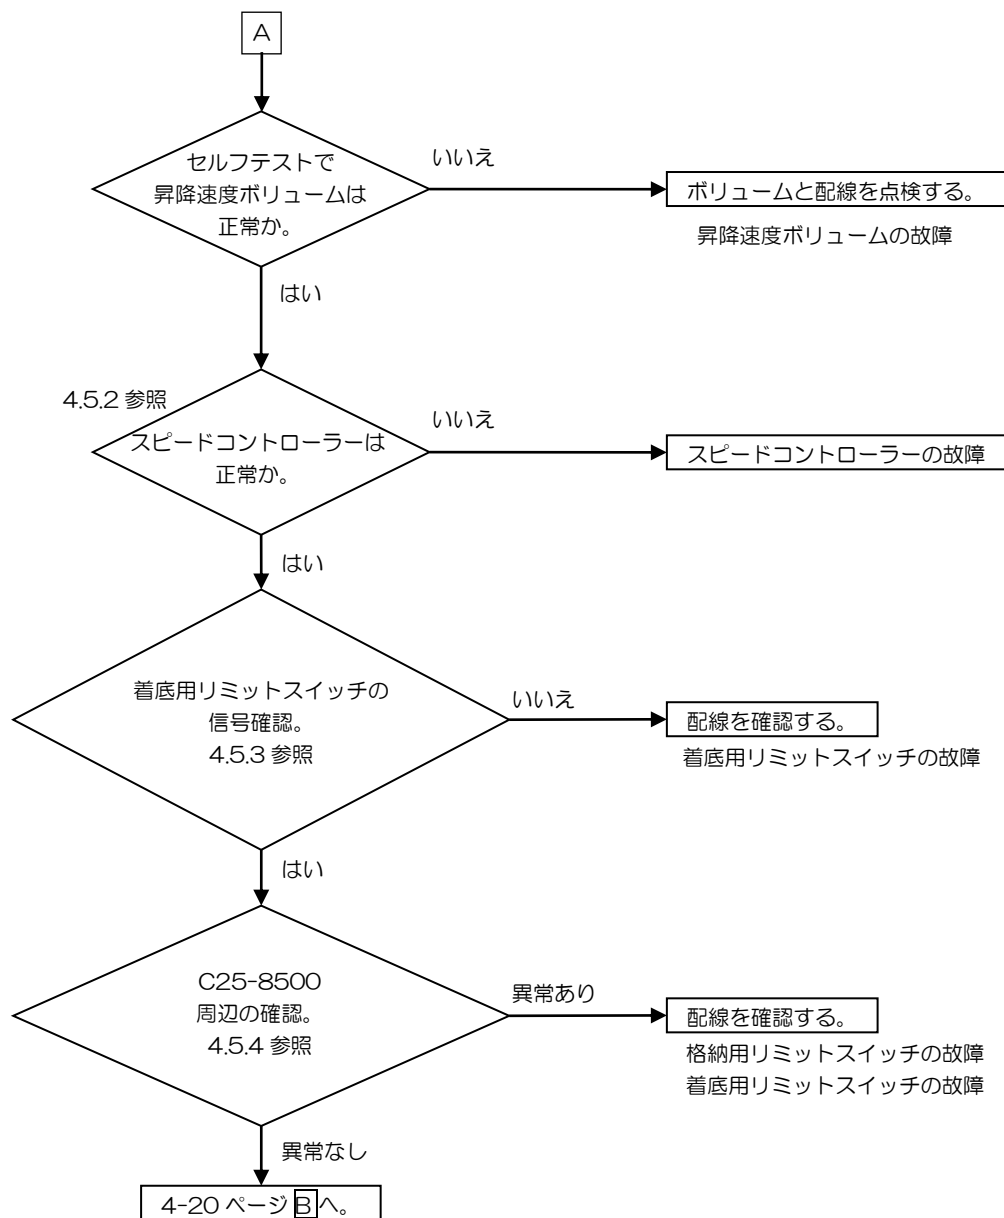 A
セルフテストで
昇降速度ボリュームは
正常か。
いいえ
ボリュームと配線を点検する。
昇降速度ボリュームの故障
はい
4.5.2 参照
スピードコントローラーは
正常か。
いいえ
スピードコントローラーの故障
はい
着底用リミットスイッチの
信号確認。
4.5.3 参照
いいえ
配線を確認する。
着底用リミットスイッチの故障
はい
C25-8500
周辺の確認。
4.5.4 参照
異常あり
配線を確認する。
格納用リミットスイッチの故障
着底用リミットスイッチの故障
異常なし
4-20 ページ B へ。